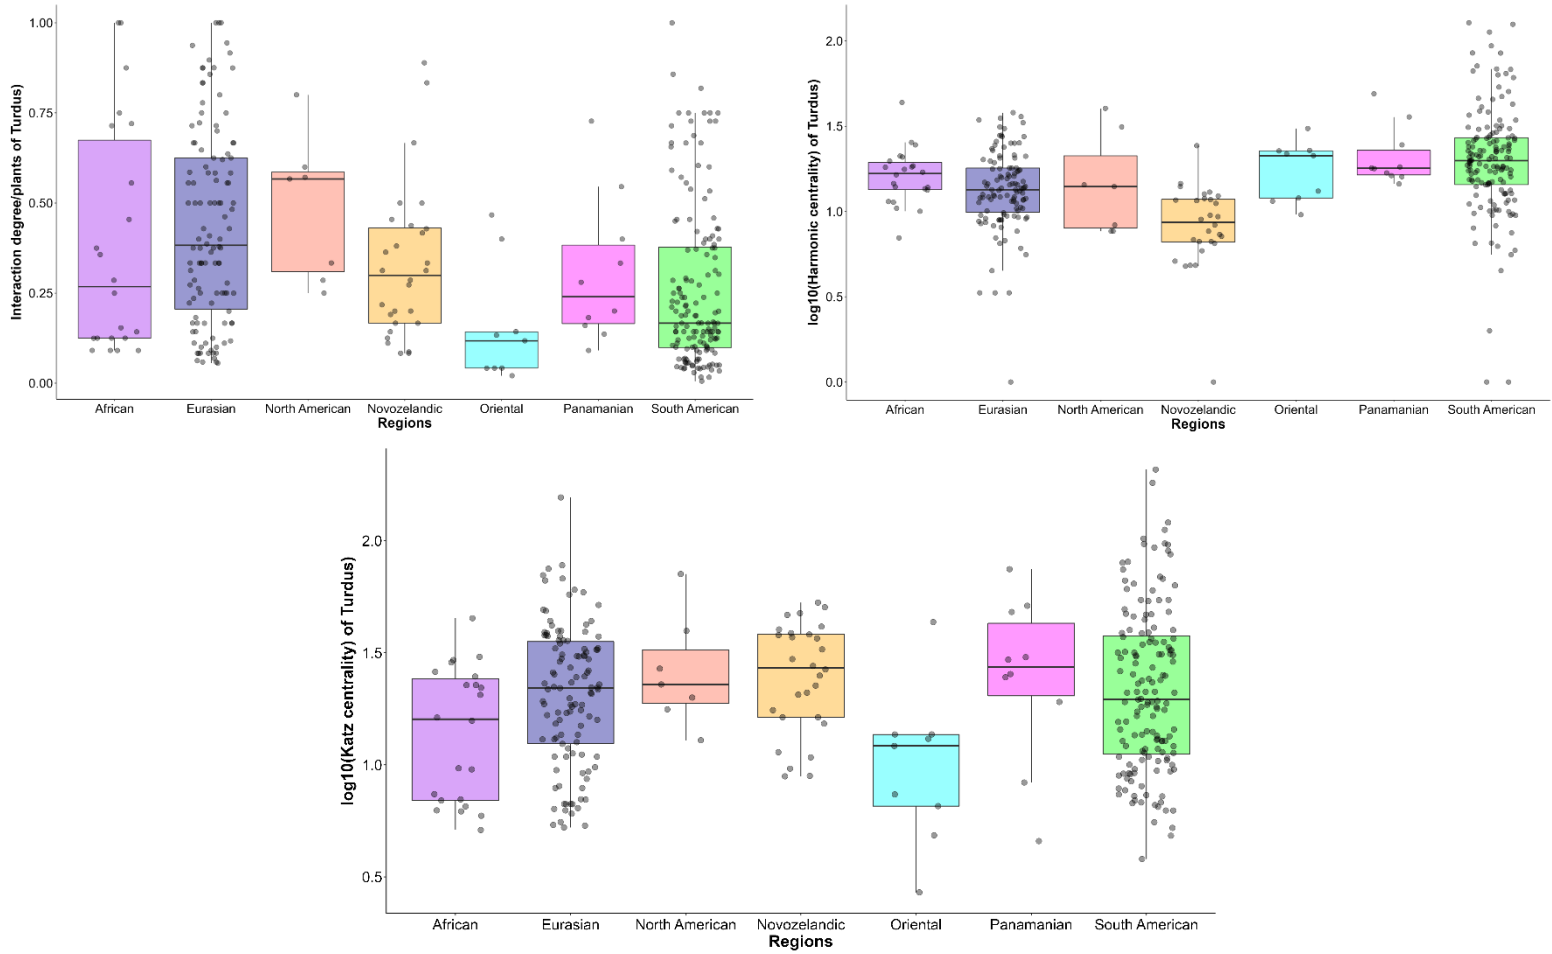 Interaction degree/plants of Turdus)
1.00
0.75
0.50
0.25
0.00
African Eurasian North American Novozelandic Oriental Panamanian South American
Regions
log10(Harmonic centrality) of Turdus)
2.0
1.5
1.0
0.5
0.0
African Eurasian North American Novozelandic Oriental Panamanian South American
Regions
log10(Katz centrality) of Turdus)
2.0
1.5
1.0
0.5
African Eurasian North American Novozelandic Oriental Panamanian South American
Regions